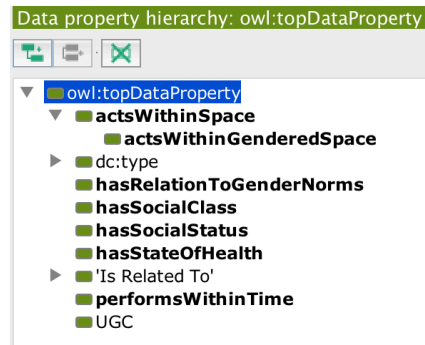 Data property hierarchy: owl:topDataProperty
owl:topDataProperty
actsWithinSpace
actsWithinGenderedSpace
dc:type
hasRelationToGenderNorms
hasSocialClass
hasSocialStatus
hasStateOfHealth
'Is Related To'
performsWithinTime
UGC